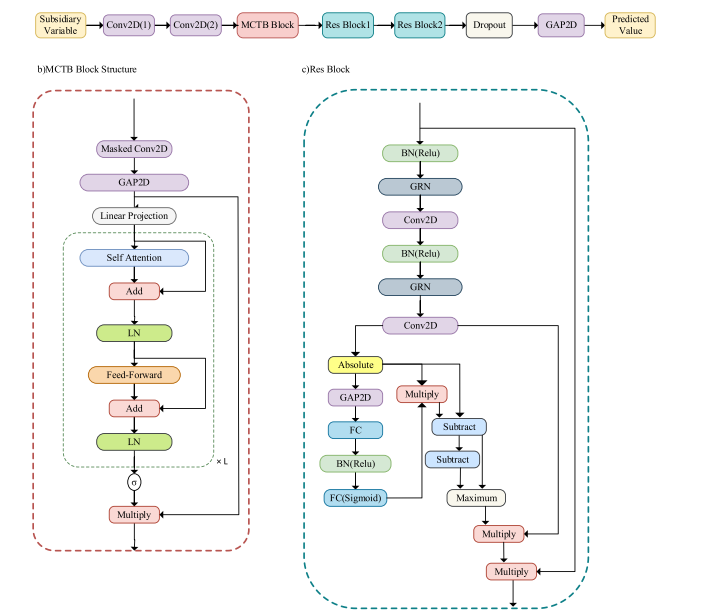 Subsidiary
Variable
Conv2D(1)
Conv2D(2)
MCTB Block
Res Block1
Res Block2
Dropout
GAP2D
Predicted
Value
b)MCTB Block Structure
Masked Conv2D
GAP2D
Linear Projection
Self Attention
Add
LN
Feed-Forward
Add
LN
× L
σ
Multiply
c)Res Block
BN(Relu)
GRN
Conv2D
BN(Relu)
GRN
Conv2D
Absolute
GAP2D
Multiply
FC
Subtract
BN(Relu)
Subtract
FC(Sigmoid)
Maximum
Multiply
Multiply